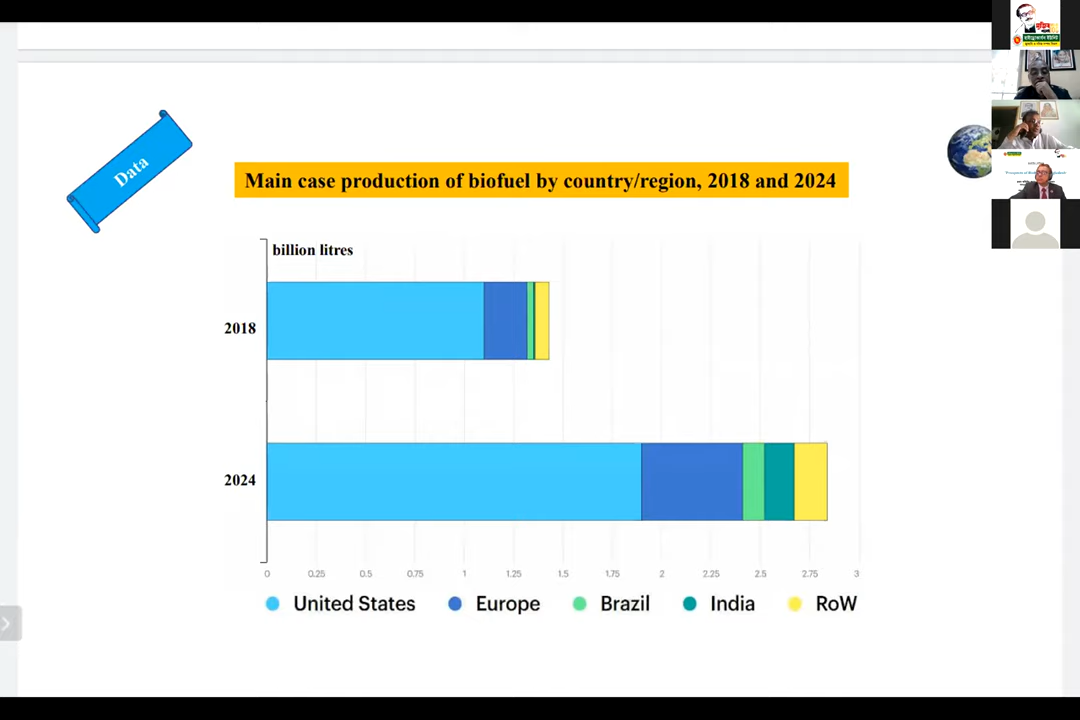 Data
Main case production of biofuel by country/region, 2018 and 2024
billion litres
2018
2024
0 0.25 0.5 0.75 1 1.25 1.5 1.75 2 2.25 2.5 2.75 3
United States Europe Brazil India RoW